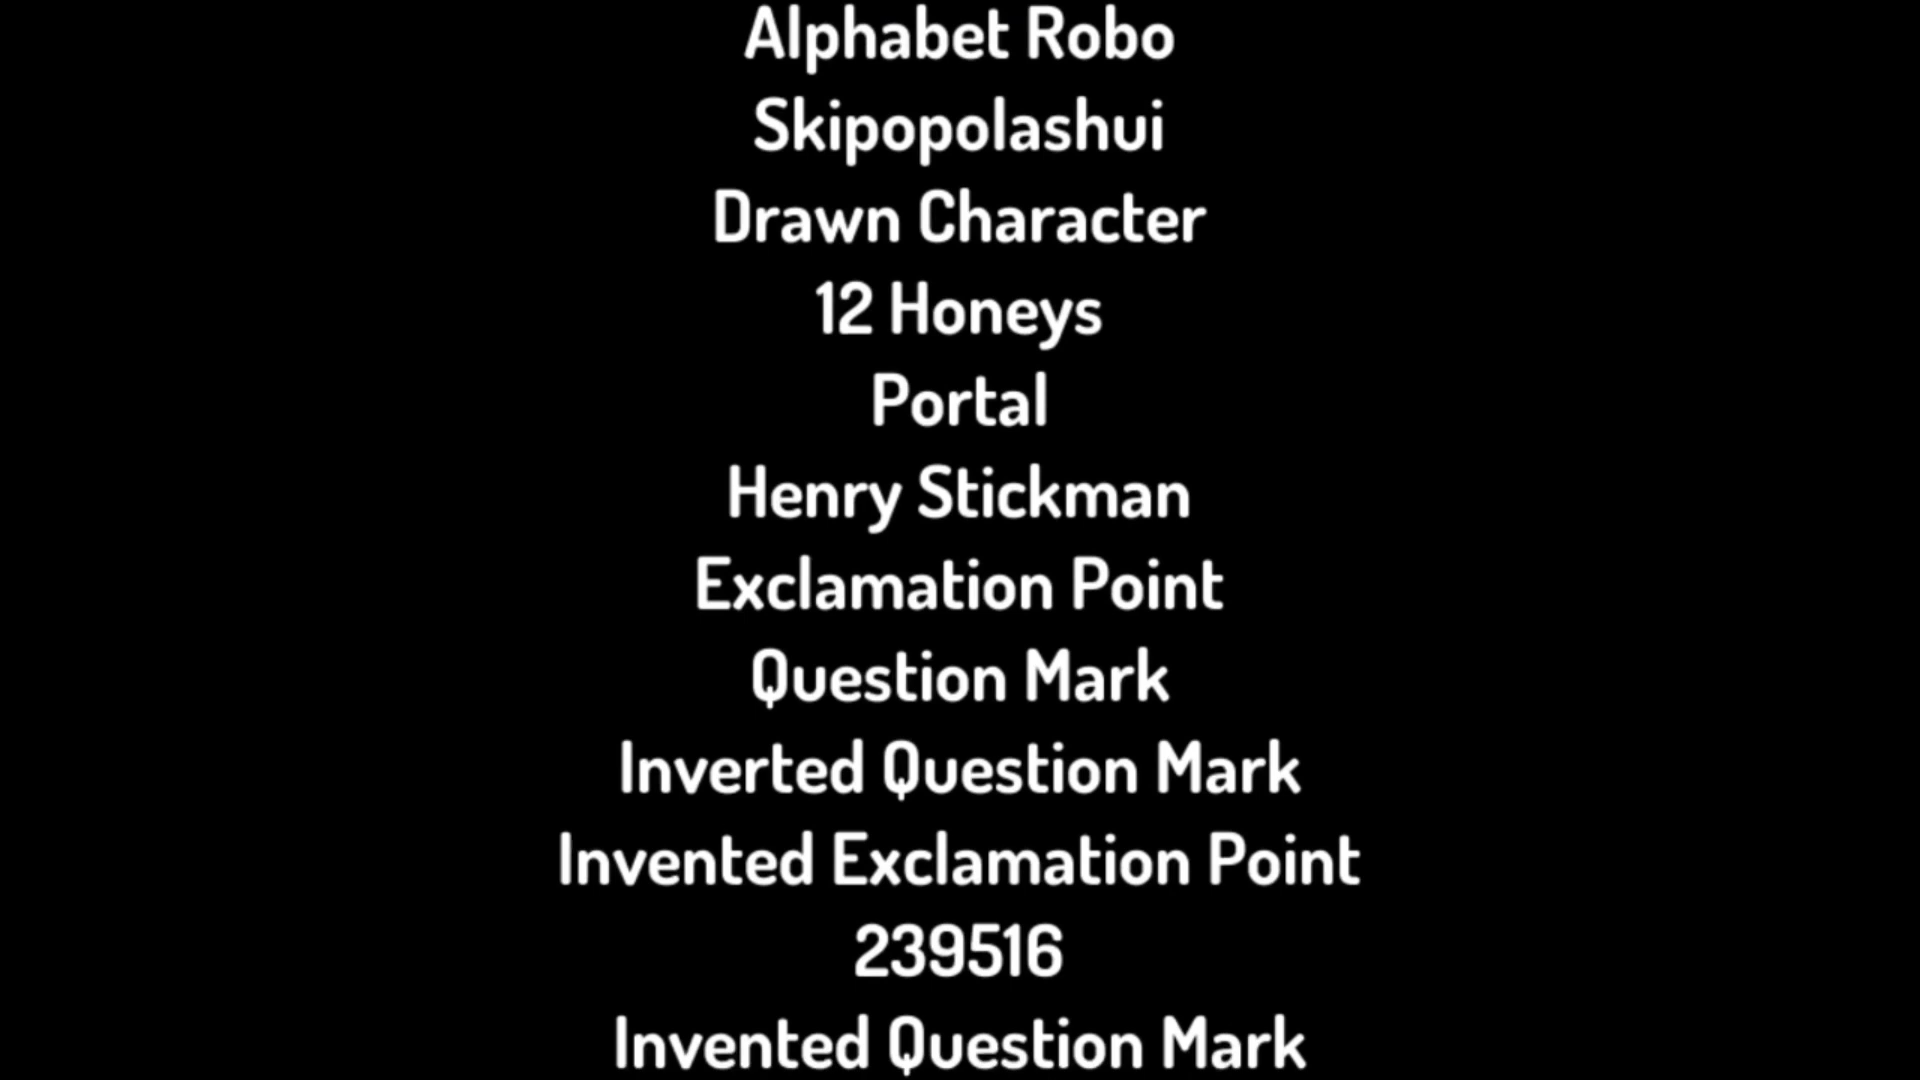 Alphabet Robo
Skipopolashui
Drawn Character
12 Honeys
Portal
Henry Stickman
Exclamation Point
Question Mark
Inverted Question Mark
Invented Exclamation Point
239516
Invented Question Mark